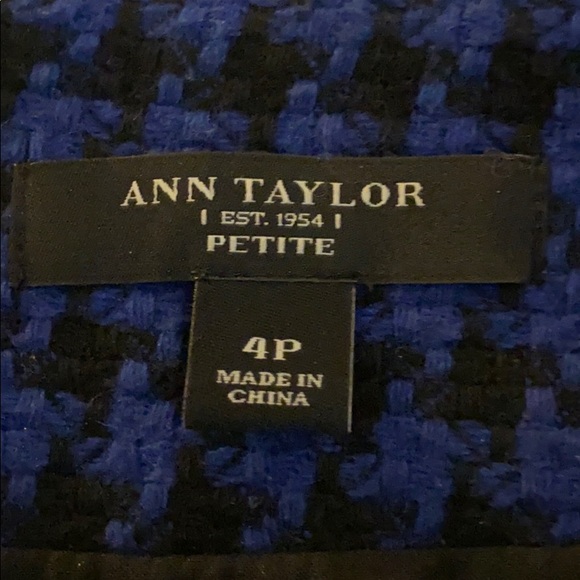 ANN TAYLOR
| EST. 1954 |
PETITE
4P
MADE IN
CHINA